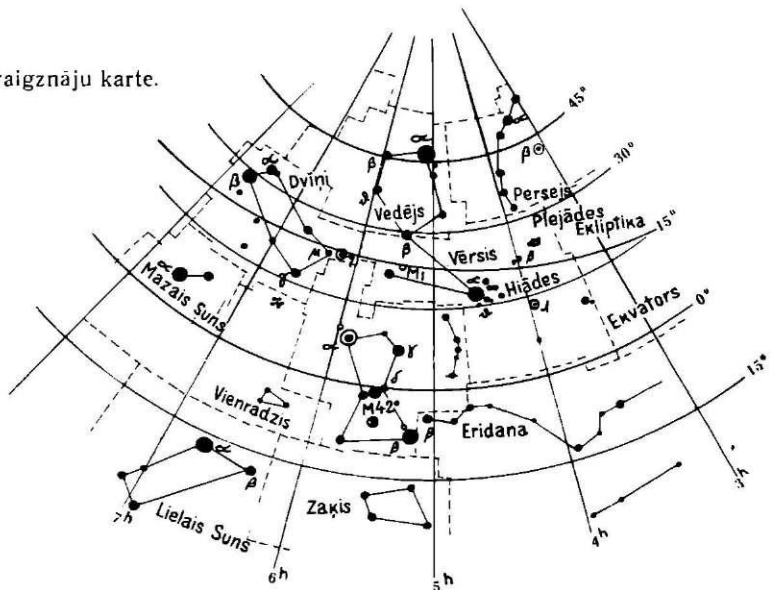 aigznāju karte.
45°
α
α
β
β
α
30°
β
Dvīņi
ϑ
Vedējs
Persejs
Plejādes
Ekliptika
15°
β
Vērsis
μ
η
M1
α
Hiādes
γ
λ
Mazais Suns
α
Ekvators
0°
α
γ
δ
15°
Vienradzis
M42
β
β
Eridana
α
β
3h
7h
Lielais Suns
Zaķis
4h
6h
5h